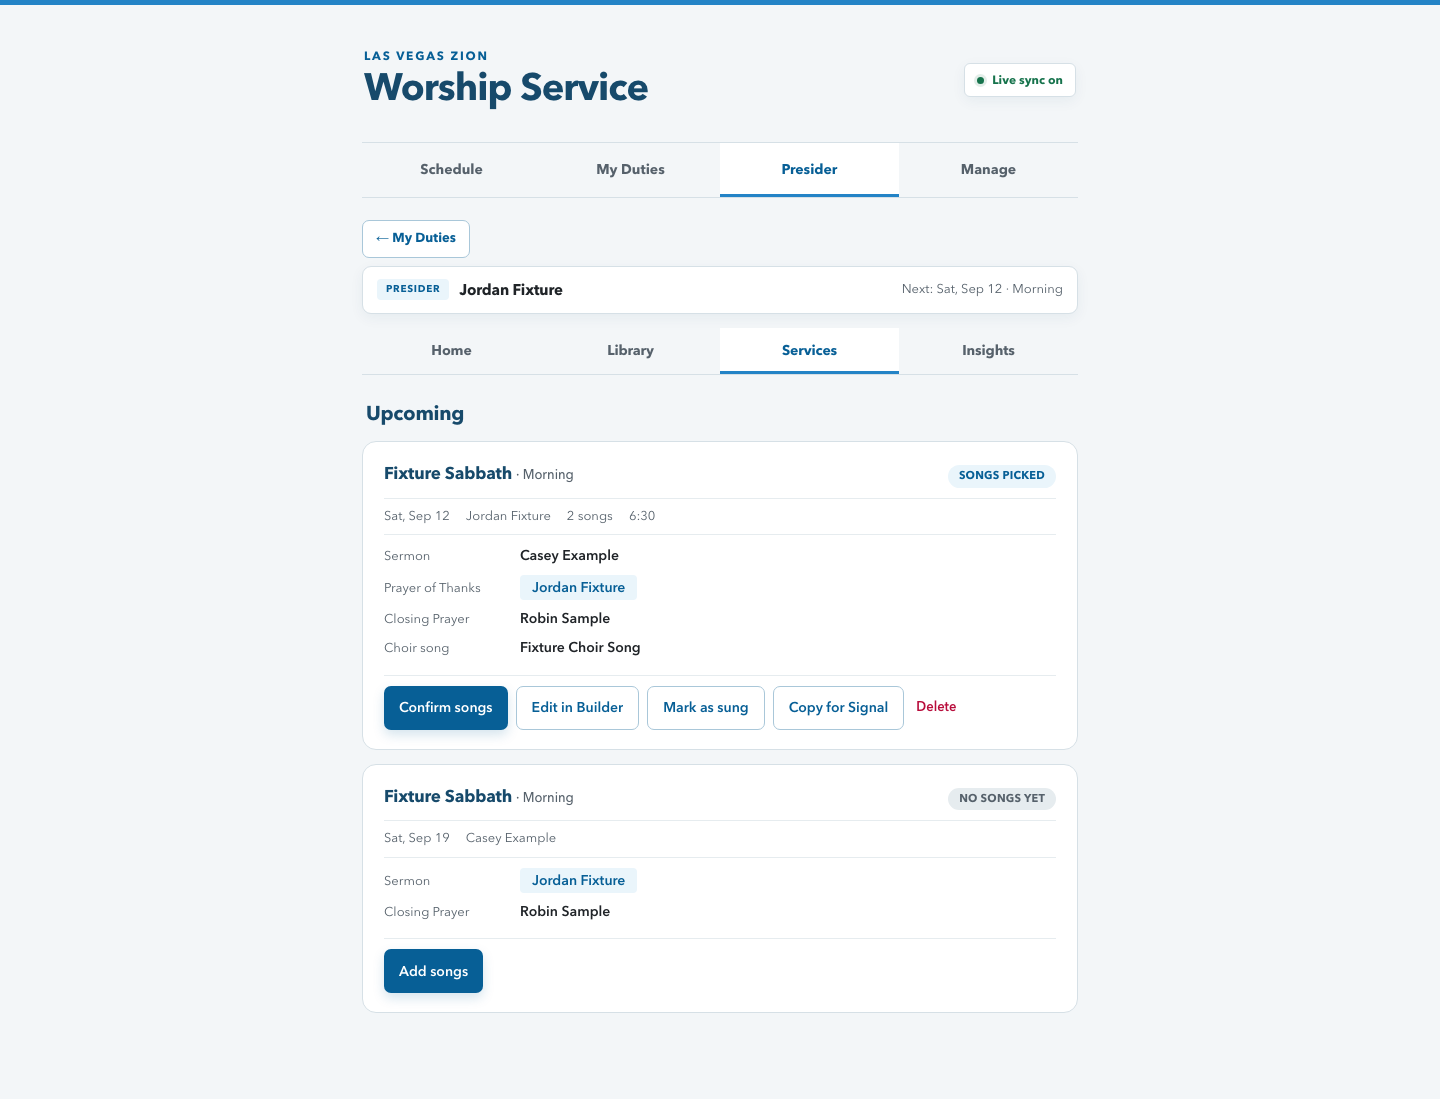 LAS VEGAS ZION
Worship Service
Live sync on
Schedule My Duties Presider Manage
← My Duties
PRESIDER Jordan Fixture Next: Sat, Sep 12 · Morning
Home Library Services Insights
Upcoming
Fixture Sabbath · Morning SONGS PICKED
Sat, Sep 12 Jordan Fixture 2 songs 6:30
Sermon Casey Example
Prayer of Thanks Jordan Fixture
Closing Prayer Robin Sample
Choir song Fixture Choir Song
Confirm songs Edit in Builder Mark as sung Copy for Signal Delete
Fixture Sabbath · Morning NO SONGS YET
Sat, Sep 19 Casey Example
Sermon Jordan Fixture
Closing Prayer Robin Sample
Add songs